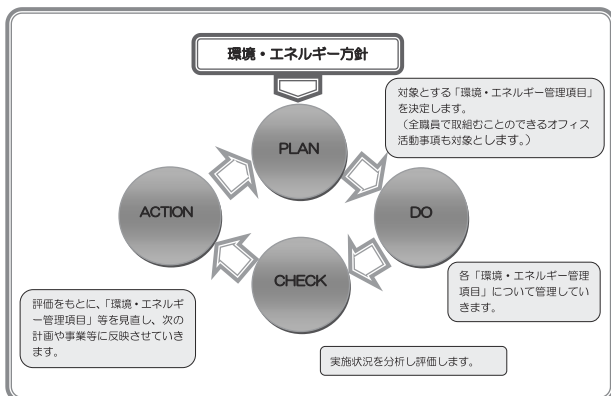 環境・エネルギー方針
対象とする「環境・エネルギー管理項目」
を決定します。
（全職員で取組むことのできるオフィス
活動事項も対象とします。）
PLAN
ACTION
DO
CHECK
各「環境・エネルギー管理
項目」について管理してい
きます。
評価をもとに、「環境・エネルギ
ー管理項目」等を見直し、次の
計画や事業等に反映させていき
ます。
実施状況を分析し評価します。